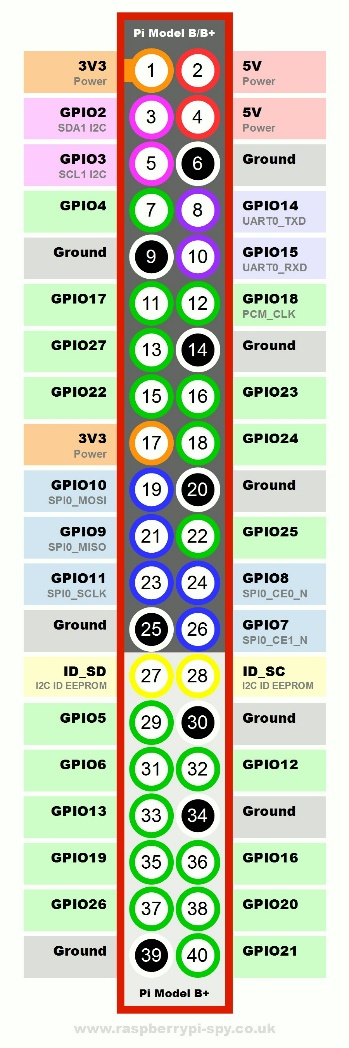 Pi Model B/B+
3V3 1 2 5V
Power Power
GPIO2 3 4 5V
SDA1 I2C Power
GPIO3 5 6 Ground
SCL1 I2C
GPIO4 7 8 GPIO14
UART0_TXD
Ground 9 10 GPIO15
UART0_RXD
GPIO17 11 12 GPIO18
PCM_CLK
GPIO27 13 14 Ground
GPIO22 15 16 GPIO23
3V3 17 18 GPIO24
Power
GPIO10 19 20 Ground
SPI0_MOSI
GPIO9 21 22 GPIO25
SPI0_MISO
GPIO11 23 24 GPIO8
SPI0_SCLK SPI0_CE0_N
Ground 25 26 GPIO7
SPI0_CE1_N
ID_SD 27 28 ID_SC
I2C ID EEPROM I2C ID EEPROM
GPIO5 29 30 Ground
GPIO6 31 32 GPIO12
GPIO13 33 34 Ground
GPIO19 35 36 GPIO16
GPIO26 37 38 GPIO20
Ground 39 40 GPIO21
Pi Model B+
www.raspberrypi-spy.co.uk